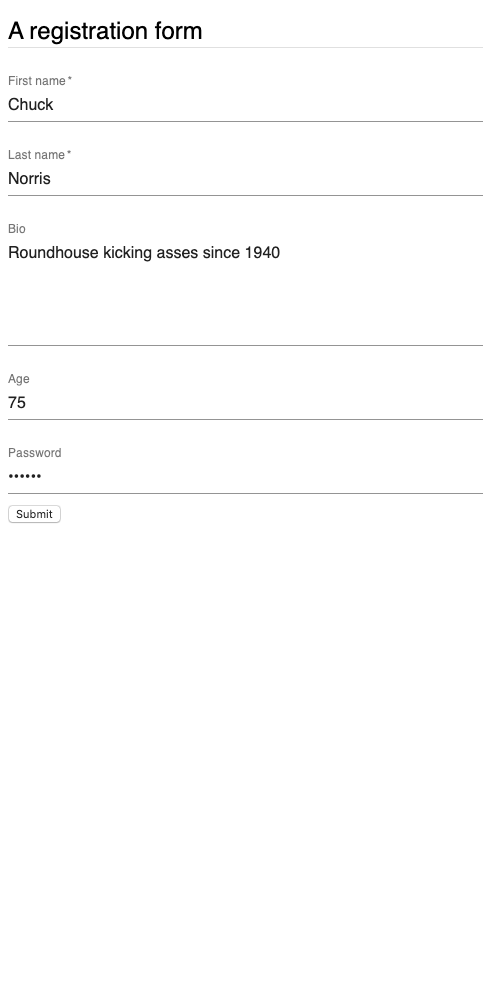 A registration form
First name *
Chuck
Last name *
Norris
Bio
Roundhouse kicking asses since 1940
Age
75
Password
••••••
Submit